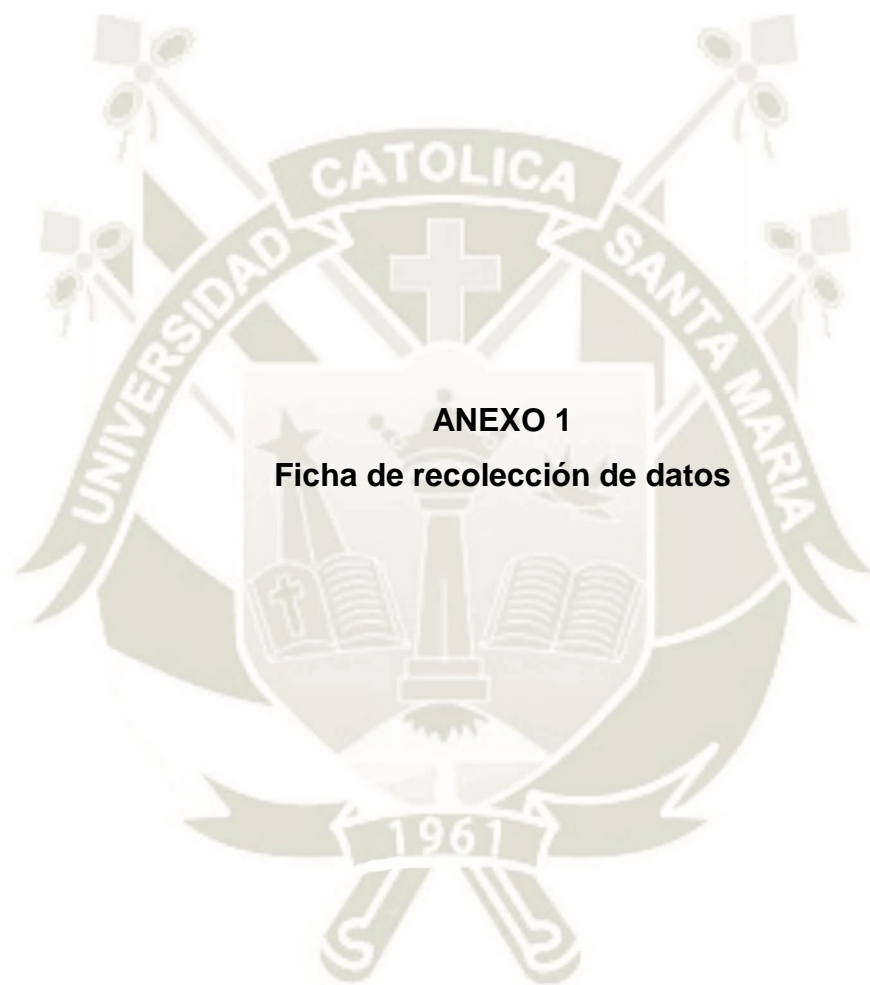 UNIVERSIDAD CATOLICA SANTA MARIA
ANEXO 1
Ficha de recolección de datos
1961